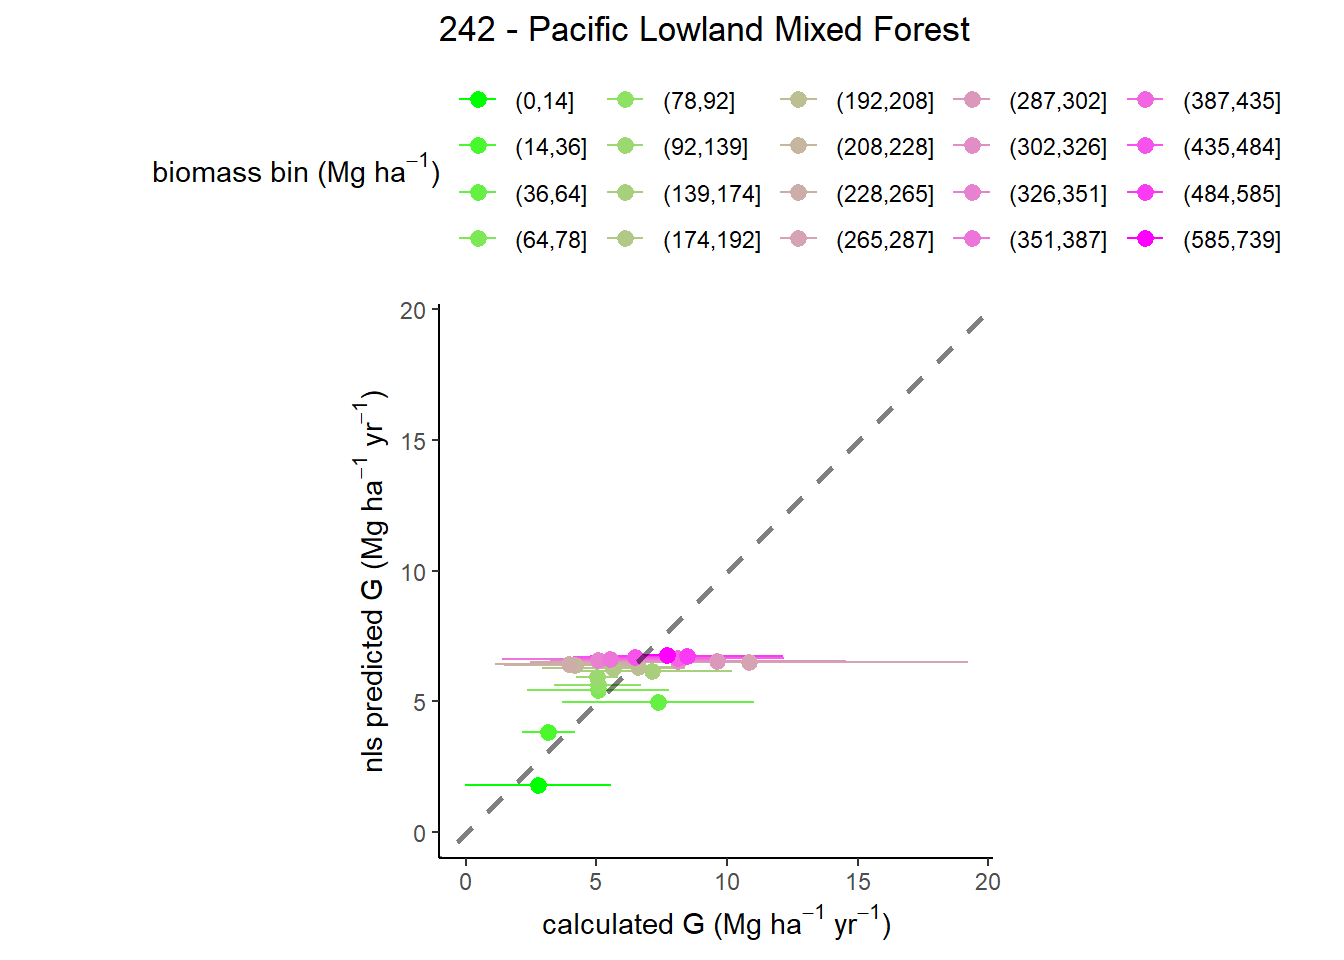 242 - Pacific Lowland Mixed Forest
(0,14] (78,92] (192,208] (287,302] (387,435]
(14,36] (92,139] (208,228] (302,326] (435,484]
biomass bin (Mg ha⁻¹)
(36,64] (139,174] (228,265] (326,351] (484,585]
(64,78] (174,192] (265,287] (351,387] (585,739]
20
15
10
5
0
nls predicted G (Mg ha⁻¹ yr⁻¹)
0 5 10 15 20
calculated G (Mg ha⁻¹ yr⁻¹)